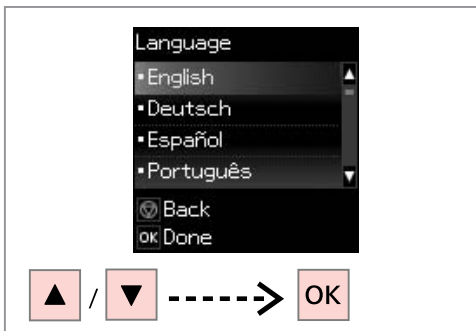 Language
▪English
▪Deutsch
▪Español
▪Português
Back
OK Done
/ OK